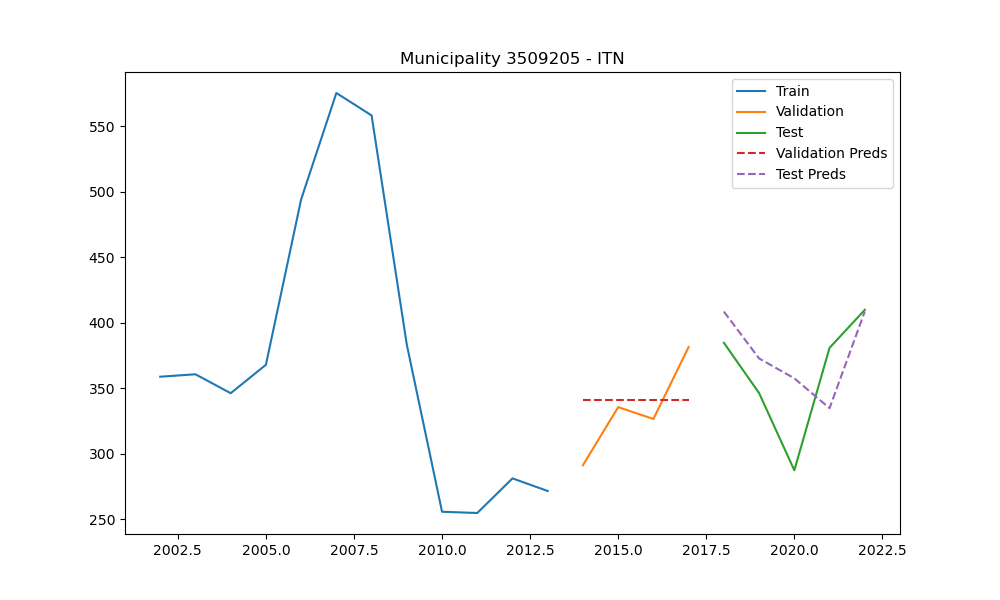 Municipality 3509205 - ITN
Train
Validation
Test
Validation Preds
Test Preds
550
500
450
400
350
300
250
2002.5 2005.0 2007.5 2010.0 2012.5 2015.0 2017.5 2020.0 2022.5